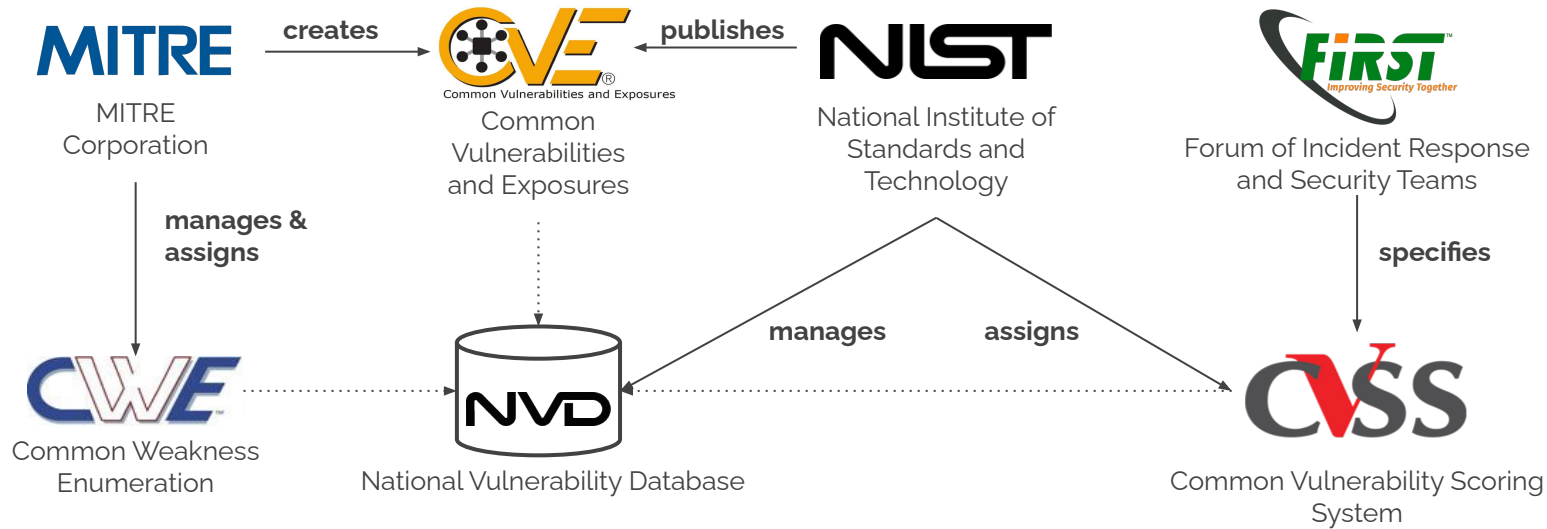 MITRE
creates
CVE®
Common Vulnerabilities and Exposures
publishes
NIST
FiRST™
Improving Security Together
MITRE
Corporation
Common
Vulnerabilities
and Exposures
National Institute of
Standards and
Technology
Forum of Incident Response
and Security Teams
manages &
assigns
specifies
manages
assigns
CWE™
Common Weakness
Enumeration
NVD
National Vulnerability Database
CVSS
Common Vulnerability Scoring
System